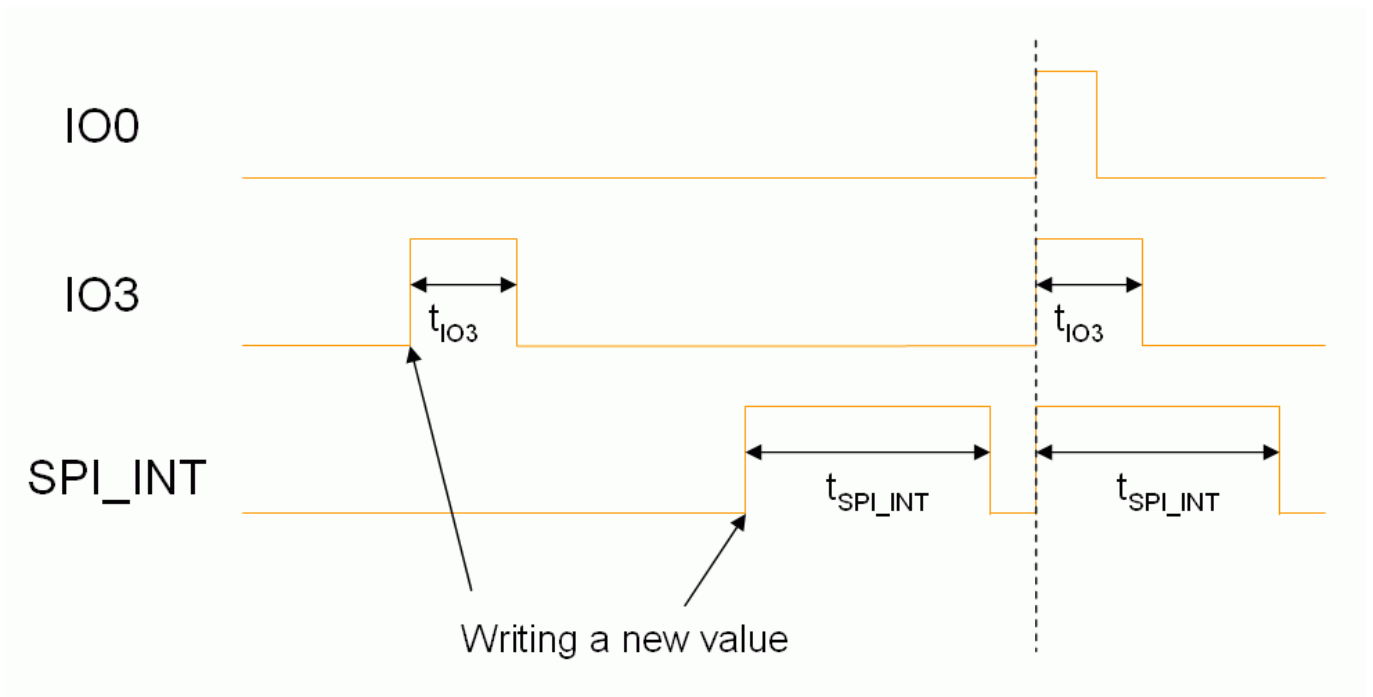 IO0
IO3
tIO3
tIO3
SPI_INT
tSPI_INT
tSPI_INT
Writing a new value